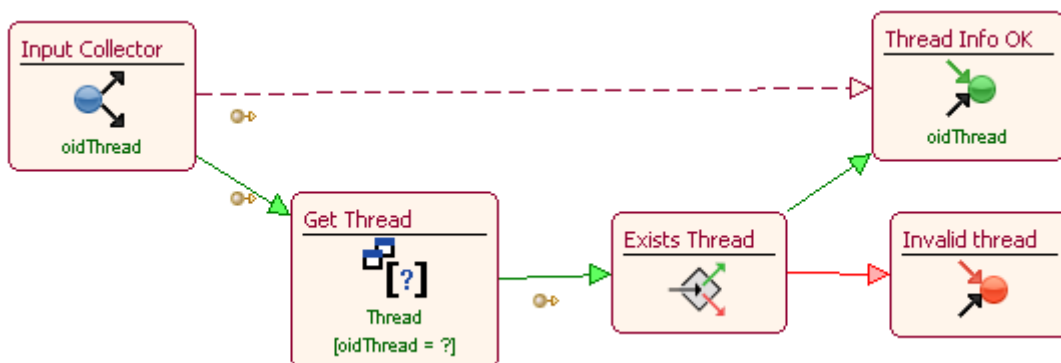 Input Collector
oidThread
Thread Info OK
oidThread
Get Thread
[?]
Thread
[oidThread = ?]
Exists Thread
Invalid thread